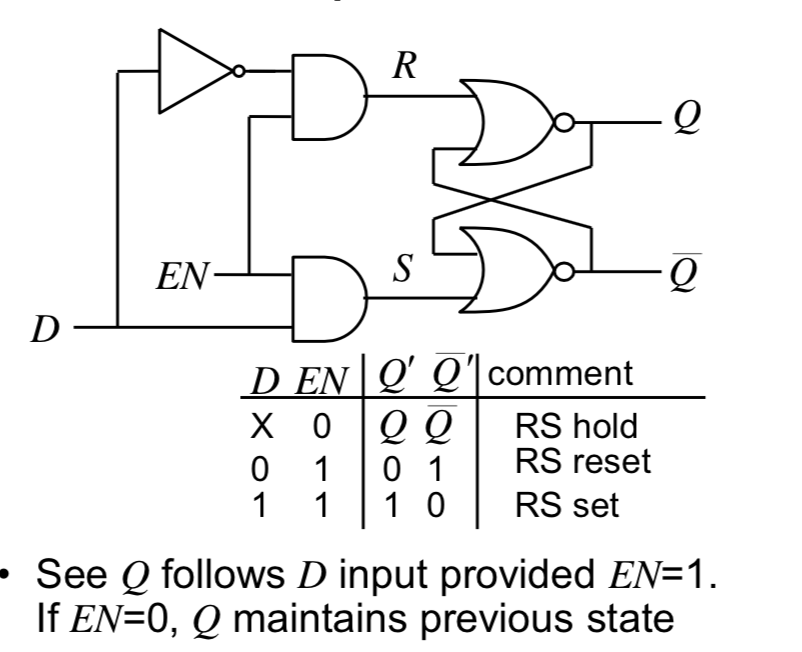 R
Q
EN
S
Q̅
D
D EN Q′ Q̅′ comment
X 0 Q Q̅ RS hold
0 1 0 1 RS reset
1 1 1 0 RS set
• See Q follows D input provided EN=1.
If EN=0, Q maintains previous state